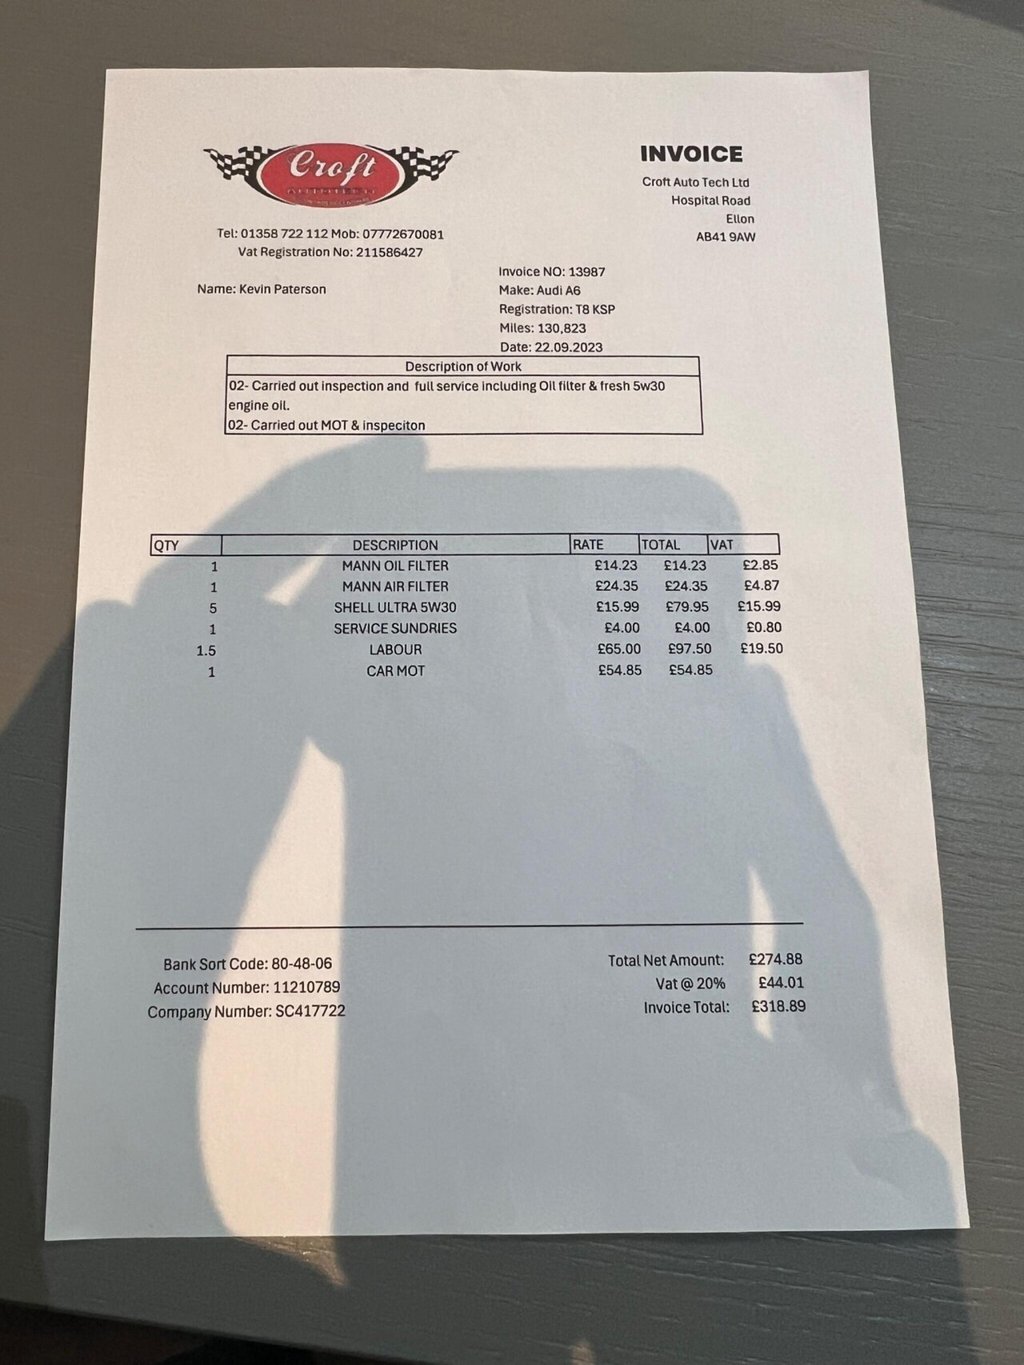 Croft
AUTOTECH
INVOICE
Croft Auto Tech Ltd
Hospital Road
Ellon
AB41 9AW
Tel: 01358 722 112 Mob: 07772670081
Vat Registration No: 211586427
Name: Kevin Paterson
Invoice NO: 13987
Make: Audi A6
Registration: T8 KSP
Miles: 130,823
Date: 22.09.2023
Description of Work
02- Carried out inspection and full service including Oil filter & fresh 5w30
engine oil.
02- Carried out MOT & inspeciton
QTY DESCRIPTION RATE TOTAL VAT
1 MANN OIL FILTER £14.23 £14.23 £2.85
1 MANN AIR FILTER £24.35 £24.35 £4.87
5 SHELL ULTRA 5W30 £15.99 £79.95 £15.99
1 SERVICE SUNDRIES £4.00 £4.00 £0.80
1.5 LABOUR £65.00 £97.50 £19.50
1 CAR MOT £54.85 £54.85
Bank Sort Code: 80-48-06
Account Number: 11210789
Company Number: SC417722
Total Net Amount: £274.88
Vat @ 20% £44.01
Invoice Total: £318.89